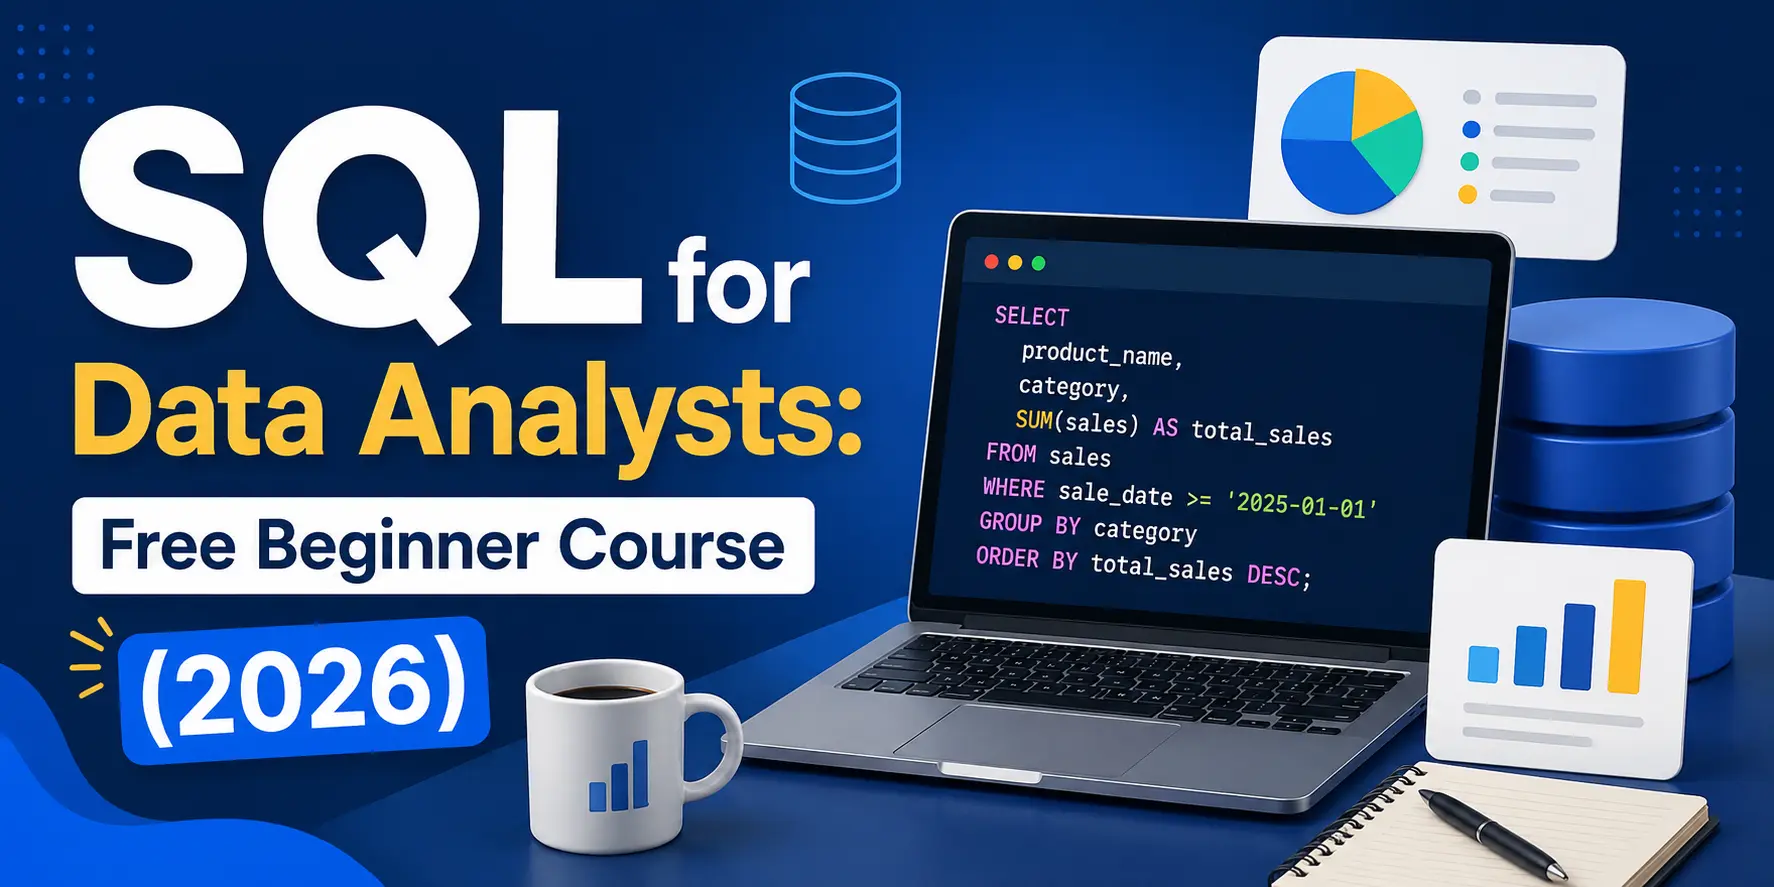 SQL for
Data Analysts:
Free Beginner Course
(2026)
SELECT
product_name,
category,
SUM(sales) AS total_sales
FROM sales
WHERE sale_date >= '2025-01-01'
GROUP BY category
ORDER BY total_sales DESC;